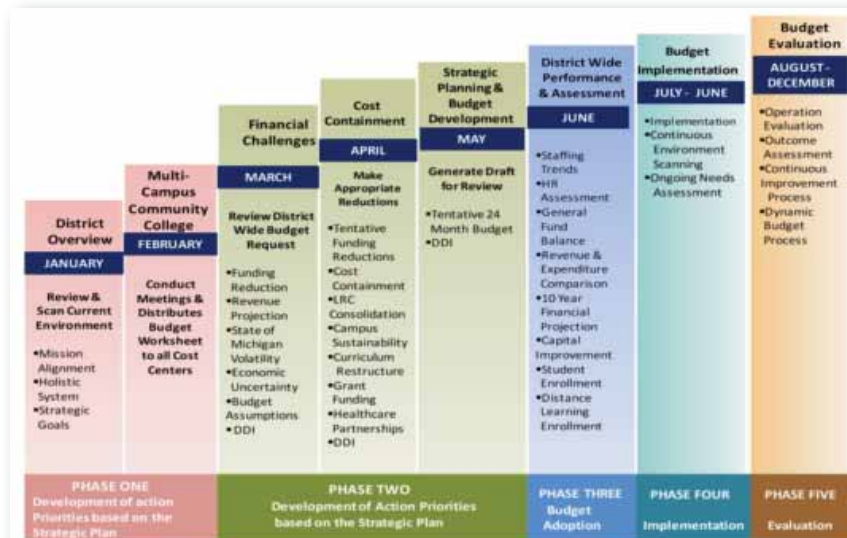 District
Overview
JANUARY
Review &
Scan Current
Environment
•Mission
Alignment
•Holistic
System
•Strategic
Goals
Multi-
Campus
Community
College
FEBRUARY
Conduct
Meetings &
Distributes
Budget
Worksheet
to all Cost
Centers
Financial
Challenges
MARCH
Review District
Wide Budget
Request
•Funding
Reduction
•Revenue
Projection
•State of
Michigan
Volatility
•Economic
Uncertainty
•Budget
Assumptions
•DDI
Cost
Containment
APRIL
Make
Appropriate
Reductions
•Tentative
Funding
Reductions
•Cost
Containment
•LRC
Consolidation
•Campus
Sustainability
•Curriculum
Restructure
•Grant
Funding
•Healthcare
Partnerships
•DDI
Strategic
Planning &
Budget
Development
MAY
Generate Draft
for Review
•Tentative 24
Month Budget
•DDI
District Wide
Performance
& Assessment
JUNE
•Staffing
Trends
•HR
Assessment
•General
Fund
Balance
•Revenue &
Expenditure
Comparison
•10 Year
Financial
Projection
•Capital
Improvement
•Student
Enrollment
•Distance
Learning
Enrollment
Budget
Implementation
JULY - JUNE
•Implementation
•Continuous
Environment
Scanning
•Ongoing Needs
Assessment
Budget
Evaluation
AUGUST-
DECEMBER
•Operation
Evaluation
•Outcome
Assessment
•Continuous
Improvement
Process
•Dynamic
Budget
Process
PHASE ONE
Development of action
Priorities based on the
Strategic Plan
PHASE TWO
Development of Action Priorities
based on the Strategic Plan
PHASE THREE
Budget
Adoption
PHASE FOUR
Implementation
PHASE FIVE
Evaluation